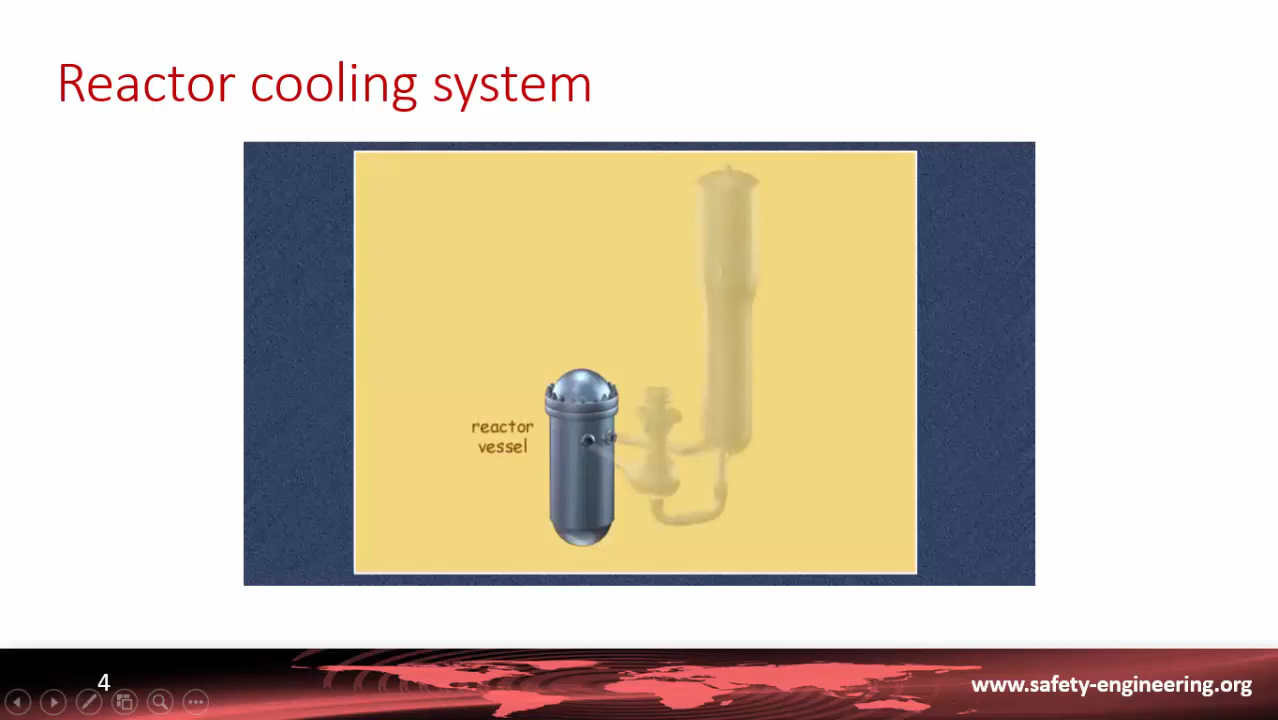 Reactor cooling system
reactor
vessel
4
www.safety-engineering.org